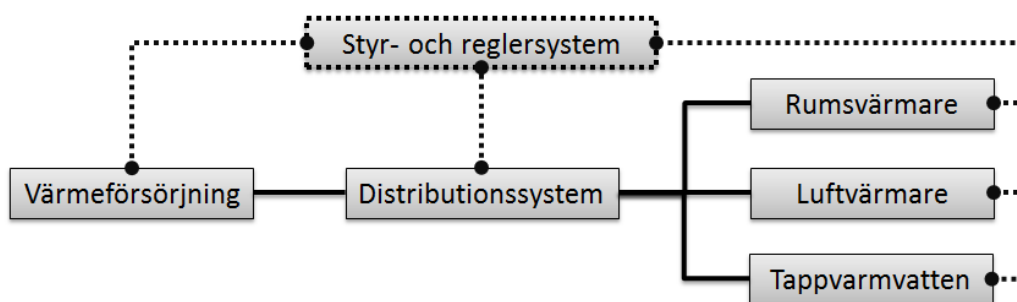 Styr- och reglersystem
Rumsvärmare
Värmeförsörjning
Distributionssystem
Luftvärmare
Tappvarmvatten